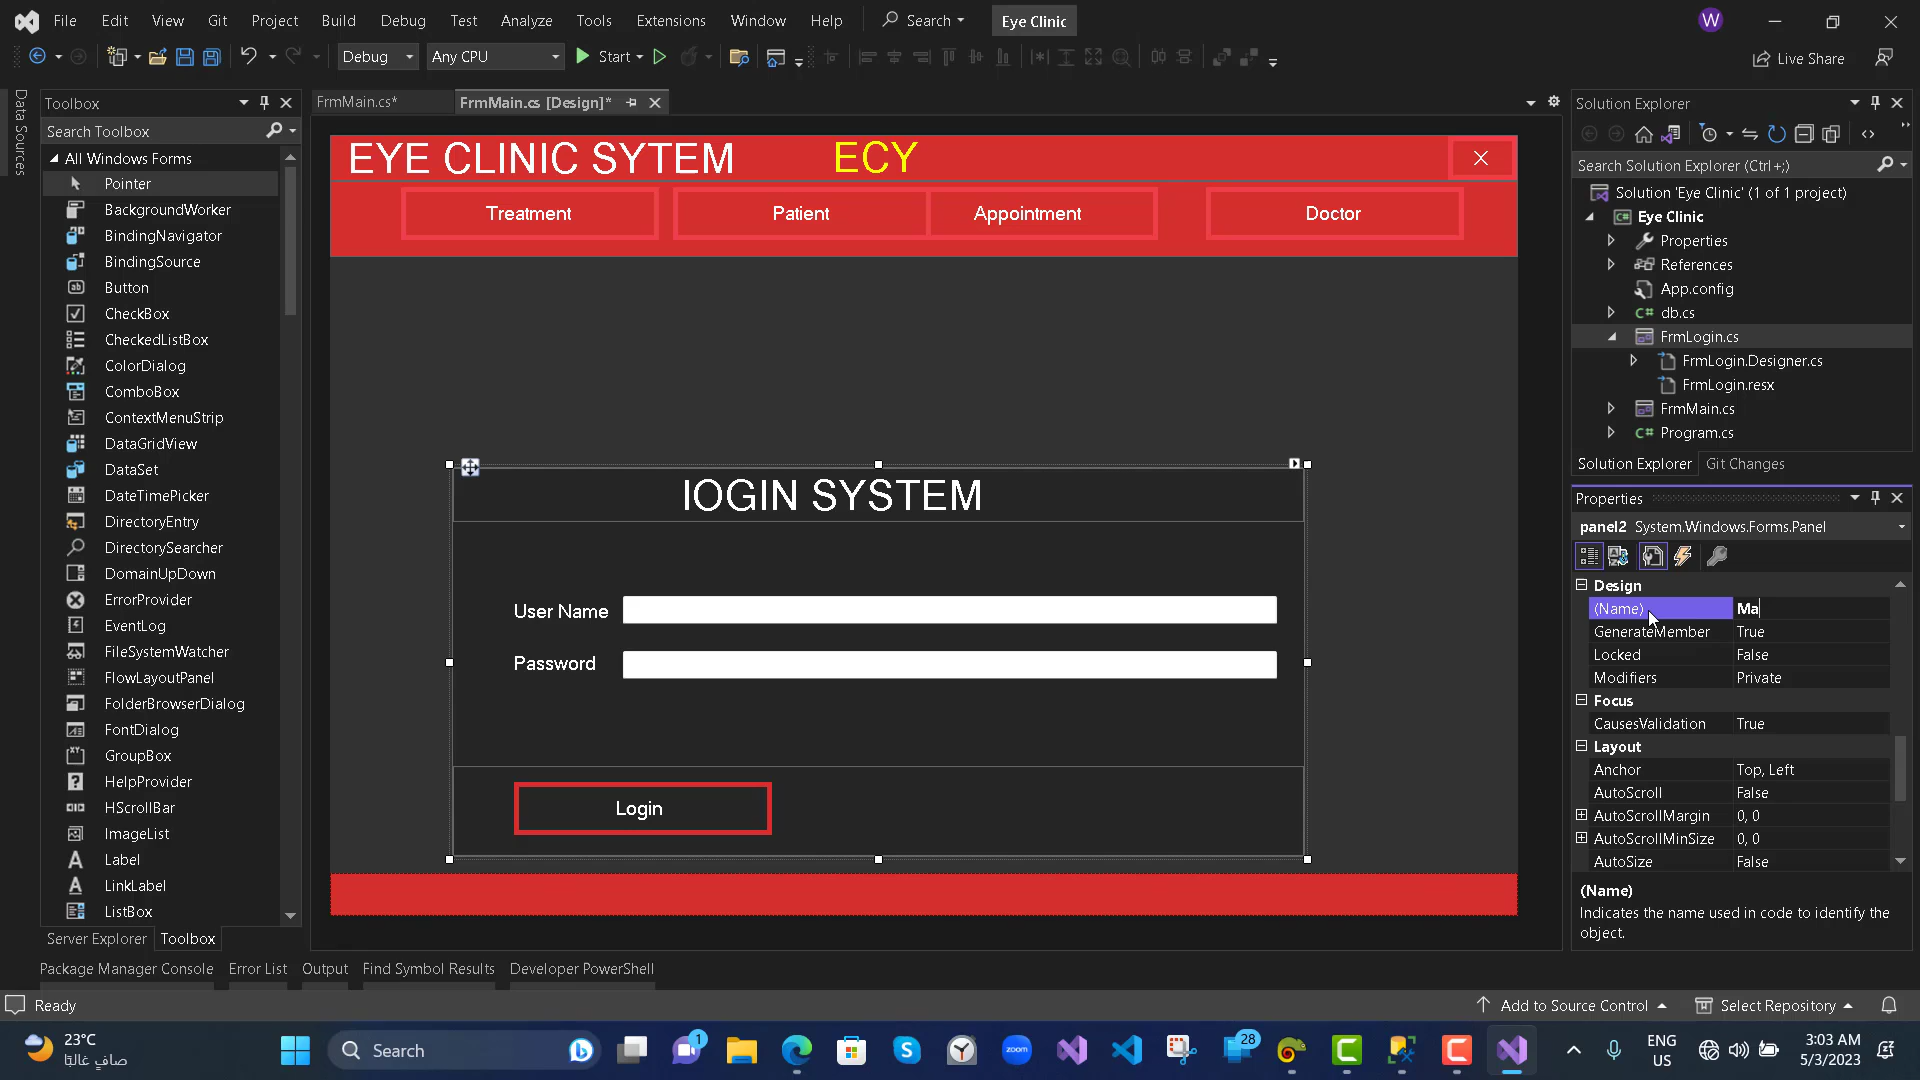 File Edit View Git Project Build Debug Test Analyze Tools Extensions Window Help Search Eye Clinic W
Debug Any CPU Start Live Share
Data Sources
Toolbox
Search Toolbox
All Windows Forms
Pointer
BackgroundWorker
BindingNavigator
BindingSource
Button
CheckBox
CheckedListBox
ColorDialog
ComboBox
ContextMenuStrip
DataGridView
DataSet
DateTimePicker
DirectoryEntry
DirectorySearcher
DomainUpDown
ErrorProvider
EventLog
FileSystemWatcher
FlowLayoutPanel
FolderBrowserDialog
FontDialog
GroupBox
HelpProvider
HScrollBar
ImageList
Label
LinkLabel
ListBox
Server Explorer Toolbox
FrmMain.cs* FrmMain.cs [Design]*
EYE CLINIC SYTEM ECY
Treatment Patient Appointment Doctor
lOGIN SYSTEM
User Name
Password
Login
Solution Explorer
Search Solution Explorer (Ctrl+;)
Solution 'Eye Clinic' (1 of 1 project)
Eye Clinic
Properties
References
App.config
db.cs
FrmLogin.cs
FrmLogin.Designer.cs
FrmLogin.resx
FrmMain.cs
Program.cs
Solution Explorer Git Changes
Properties
panel2 System.Windows.Forms.Panel
Design
(Name) Ma
GenerateMember True
Locked False
Modifiers Private
Focus
CausesValidation True
Layout
Anchor Top, Left
AutoScroll False
AutoScrollMargin 0, 0
AutoScrollMinSize 0, 0
AutoSize False
(Name)
Indicates the name used in code to identify the
object.
Package Manager Console Error List Output Find Symbol Results Developer PowerShell
Ready Add to Source Control Select Repository
23°C
صافٍ غالبًا
Search
1
zoom
28
ENG
US
3:03 AM
5/3/2023